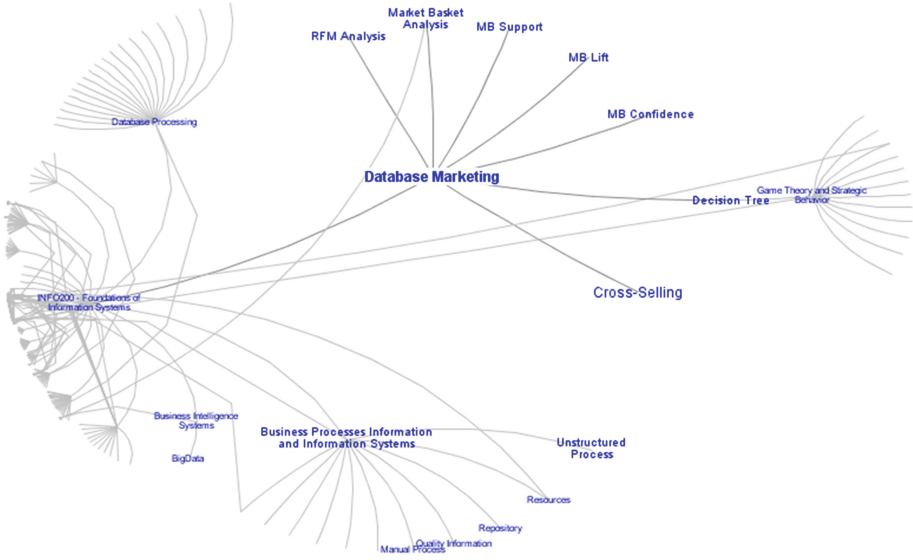 Market Basket
Analysis
RFM Analysis
MB Support
MB Lift
MB Confidence
Database Processing
Database Marketing
Decision Tree
Game Theory and Strategic
Behavior
Cross-Selling
INFO200 - Foundations of
Information Systems
Business Intelligence
Systems
BigData
Business Processes Information
and Information Systems
Unstructured
Process
Resources
Repository
Quality Information
Manual Process